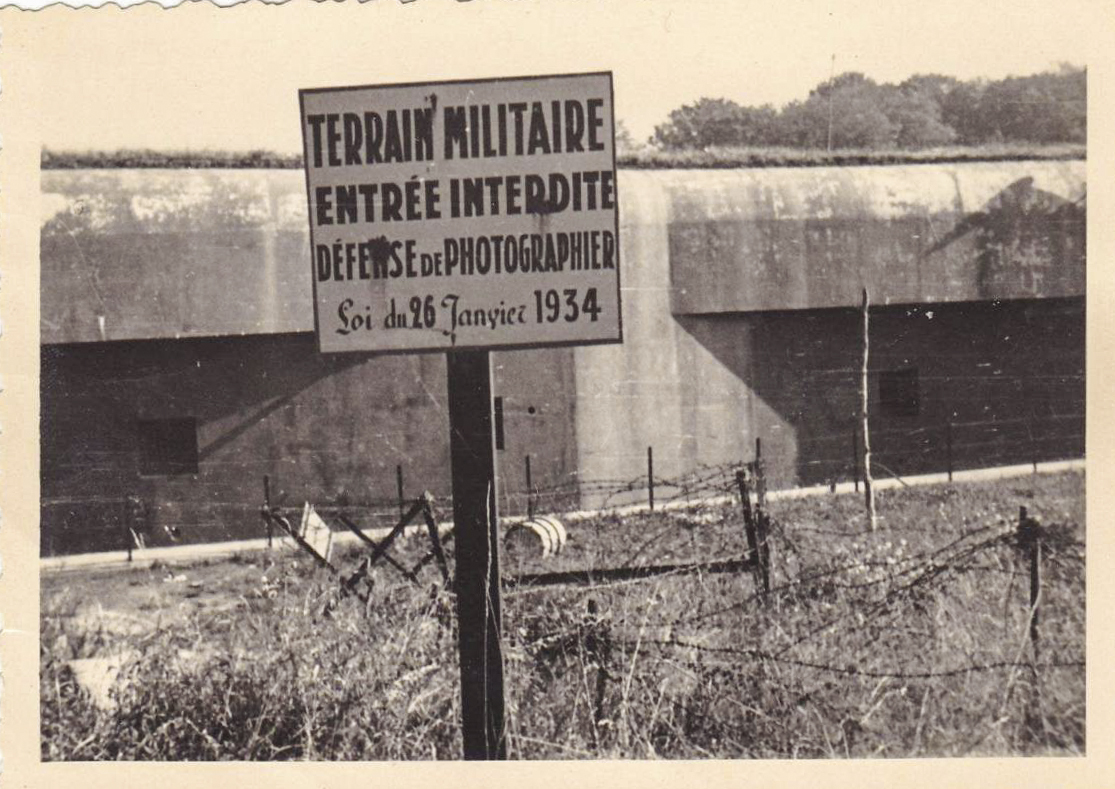 TERRAIN MILITAIRE
ENTRÉE INTERDITE
DÉFENSE DE PHOTOGRAPHIER
Loi du 26 Janvier 1934